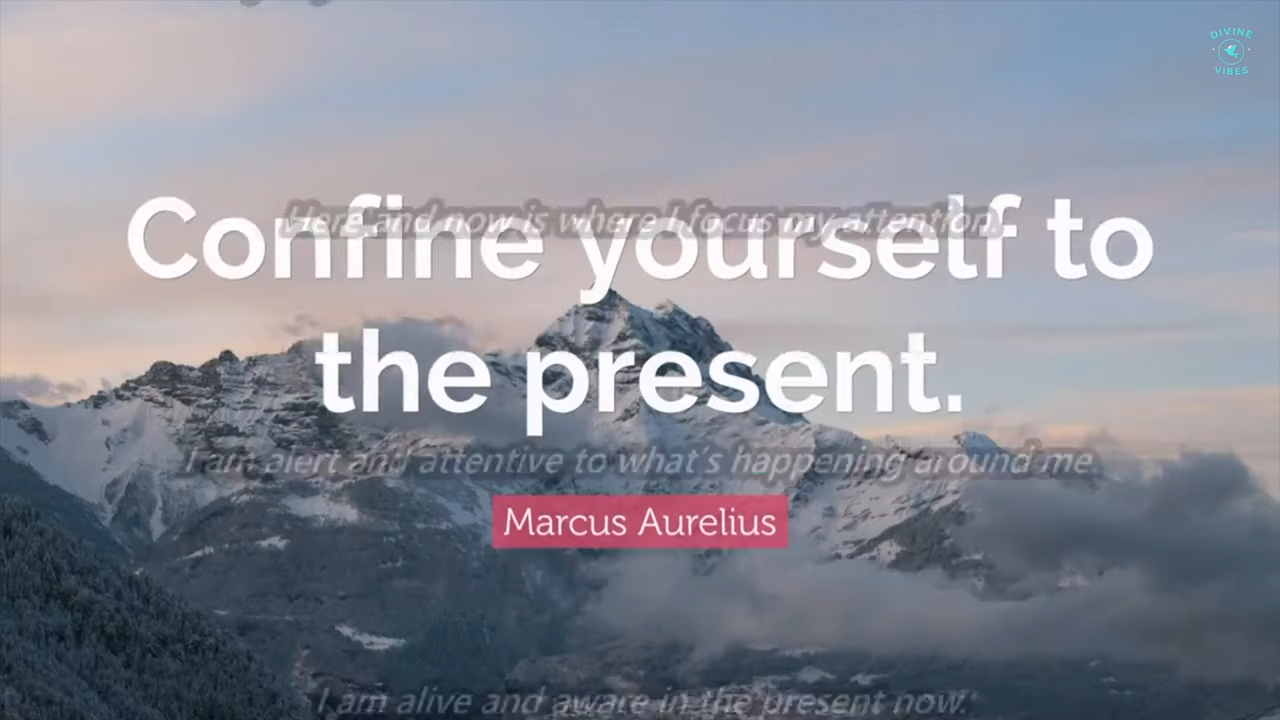 DIVINE
VIBES
Here and now is where I focus my attention.
Confine yourself to
the present.
I am alert and attentive to what's happening around me.
Marcus Aurelius
I am alive and aware in the present now.